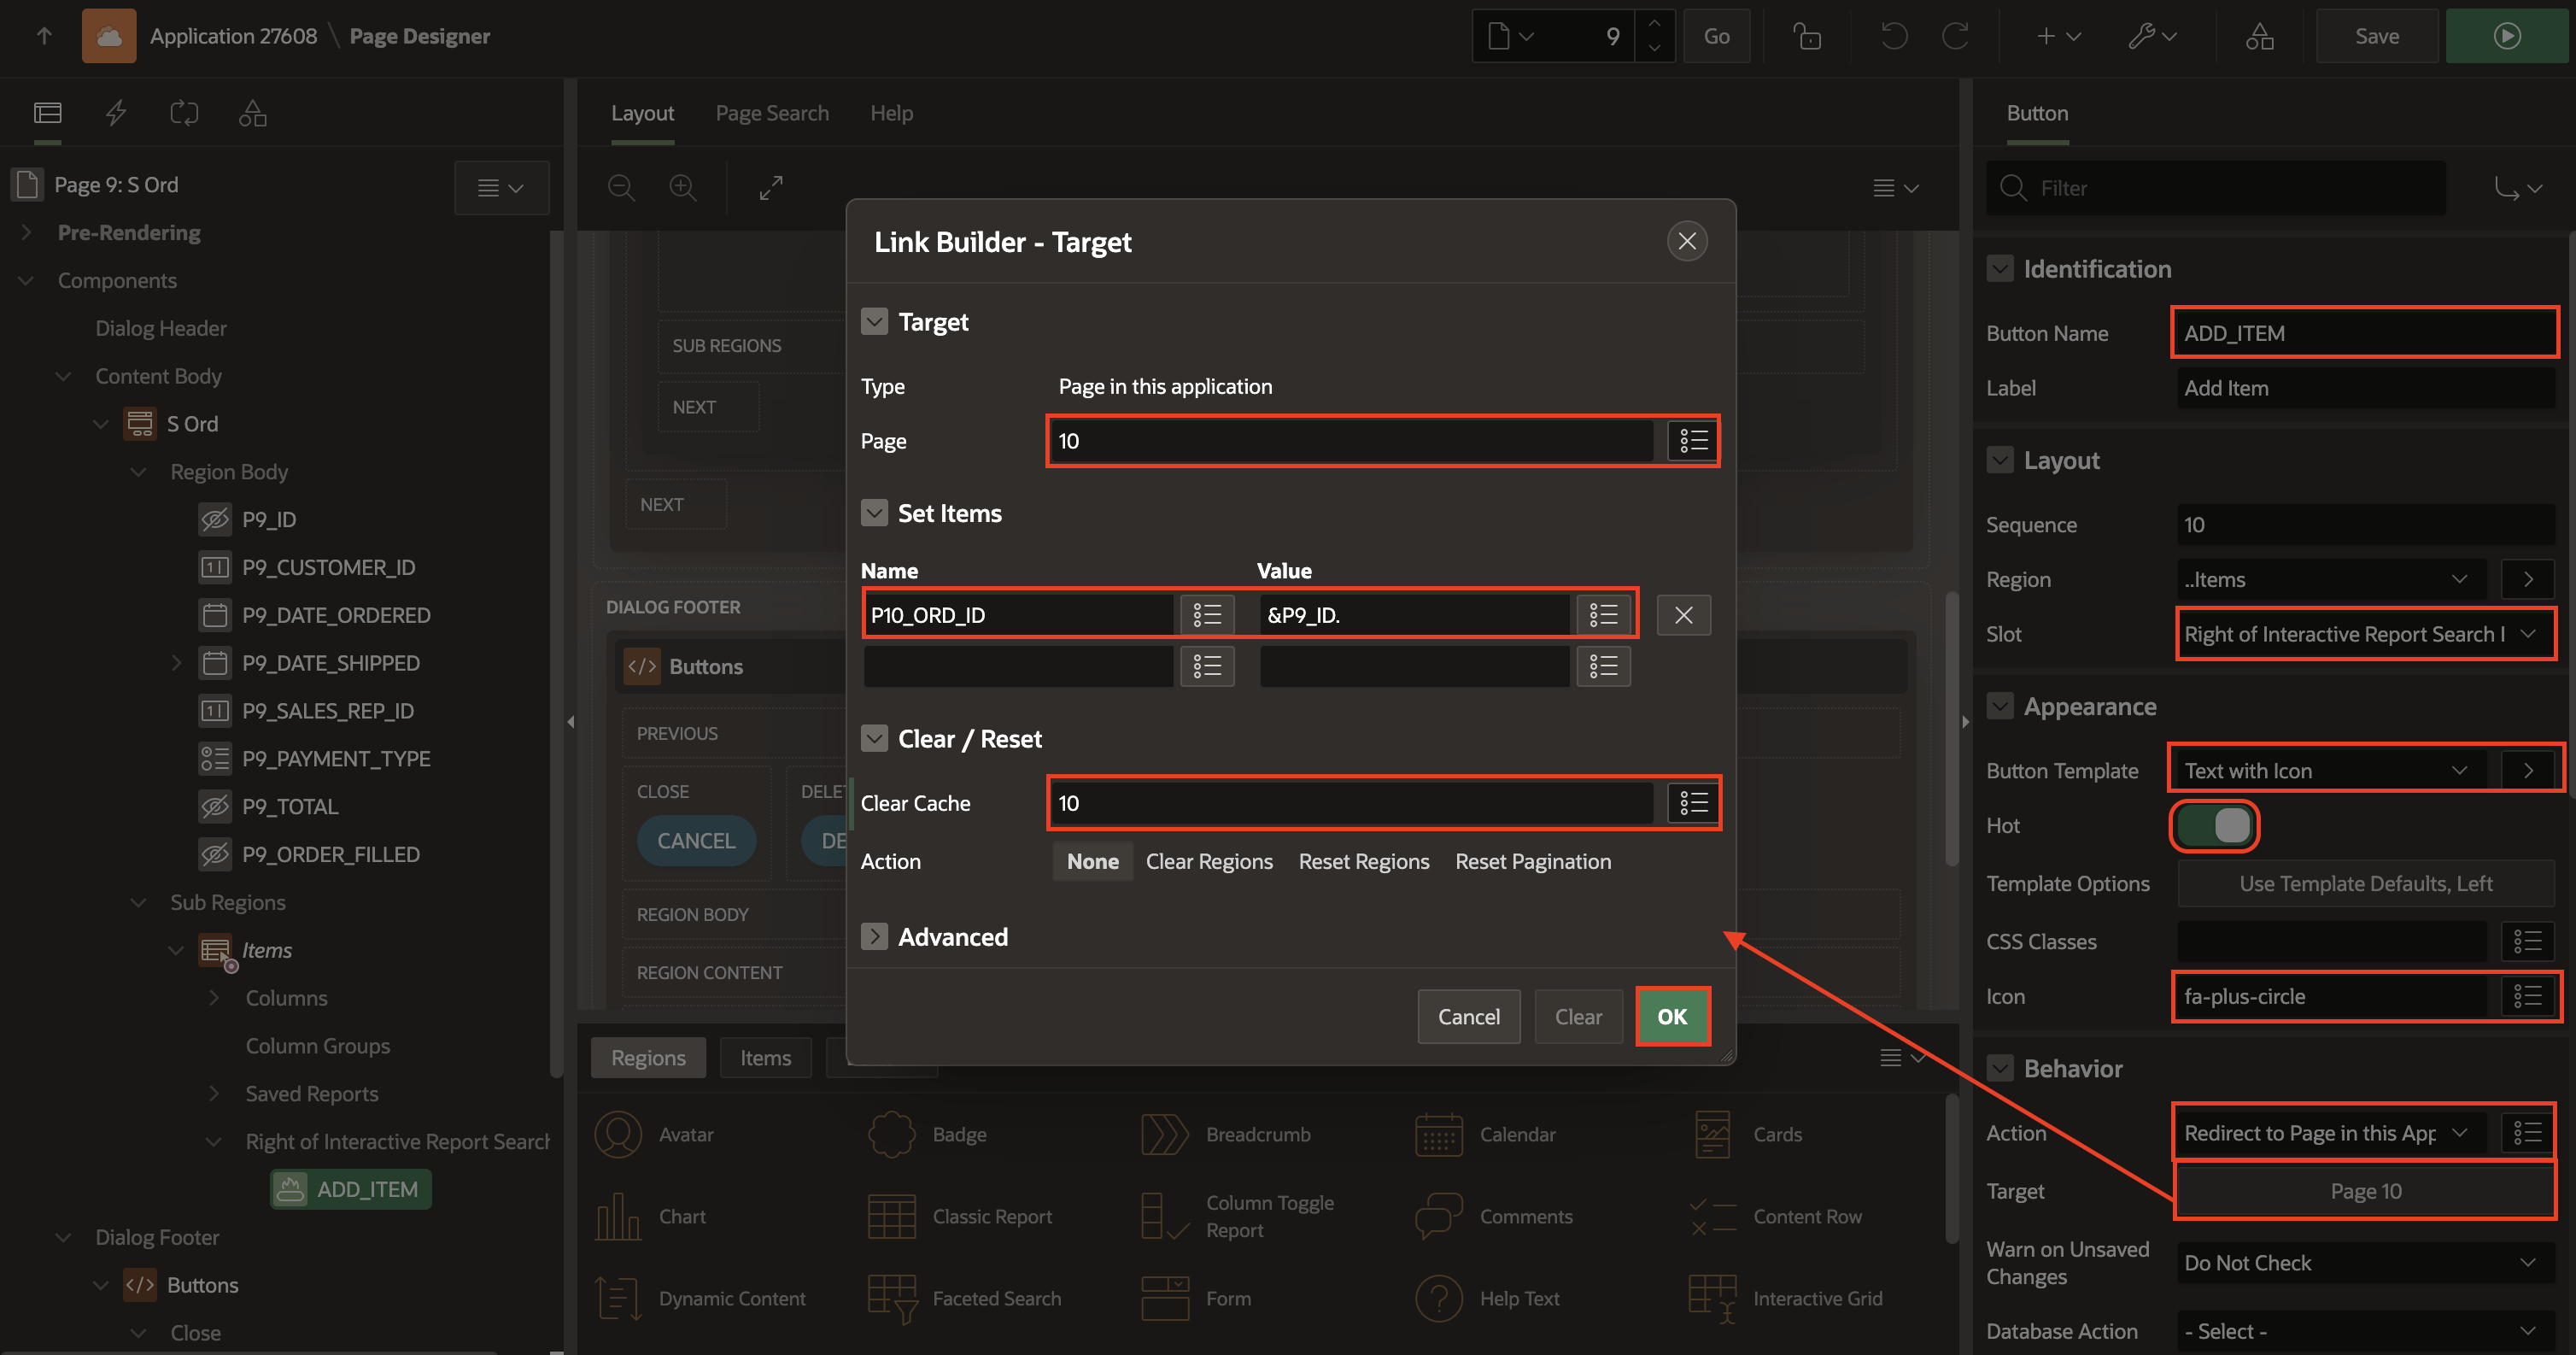 Application 27608 \ Page Designer
9
Go
Save
Page 9: S Ord
Pre-Rendering
Components
Dialog Header
Content Body
S Ord
Region Body
P9_ID
P9_CUSTOMER_ID
P9_DATE_ORDERED
P9_DATE_SHIPPED
P9_SALES_REP_ID
P9_PAYMENT_TYPE
P9_TOTAL
P9_ORDER_FILLED
Sub Regions
Items
Columns
Column Groups
Saved Reports
Right of Interactive Report Search
ADD_ITEM
Dialog Footer
Buttons
Close
Layout
Page Search
Help
SUB REGIONS
NEXT
NEXT
DIALOG FOOTER
Buttons
PREVIOUS
CLOSE
DELE
CANCEL
DE
REGION BODY
REGION CONTENT
Link Builder - Target
Target
Type
Page in this application
Page
10
Set Items
Name
Value
P10_ORD_ID
&P9_ID.
Clear / Reset
Clear Cache
10
Action
None
Clear Regions
Reset Regions
Reset Pagination
Advanced
Cancel
Clear
OK
Regions
Items
Avatar
Badge
Breadcrumb
Calendar
Cards
Chart
Classic Report
Column Toggle
Report
Comments
Content Row
Dynamic Content
Faceted Search
Form
Help Text
Interactive Grid
Button
Filter
Identification
Button Name
ADD_ITEM
Label
Add Item
Layout
Sequence
10
Region
..Items
Slot
Right of Interactive Report Search
Appearance
Button Template
Text with Icon
Hot
Template Options
Use Template Defaults, Left
CSS Classes
Icon
fa-plus-circle
Behavior
Action
Redirect to Page in this App
Target
Page 10
Warn on Unsaved
Changes
Do Not Check
Database Action
- Select -